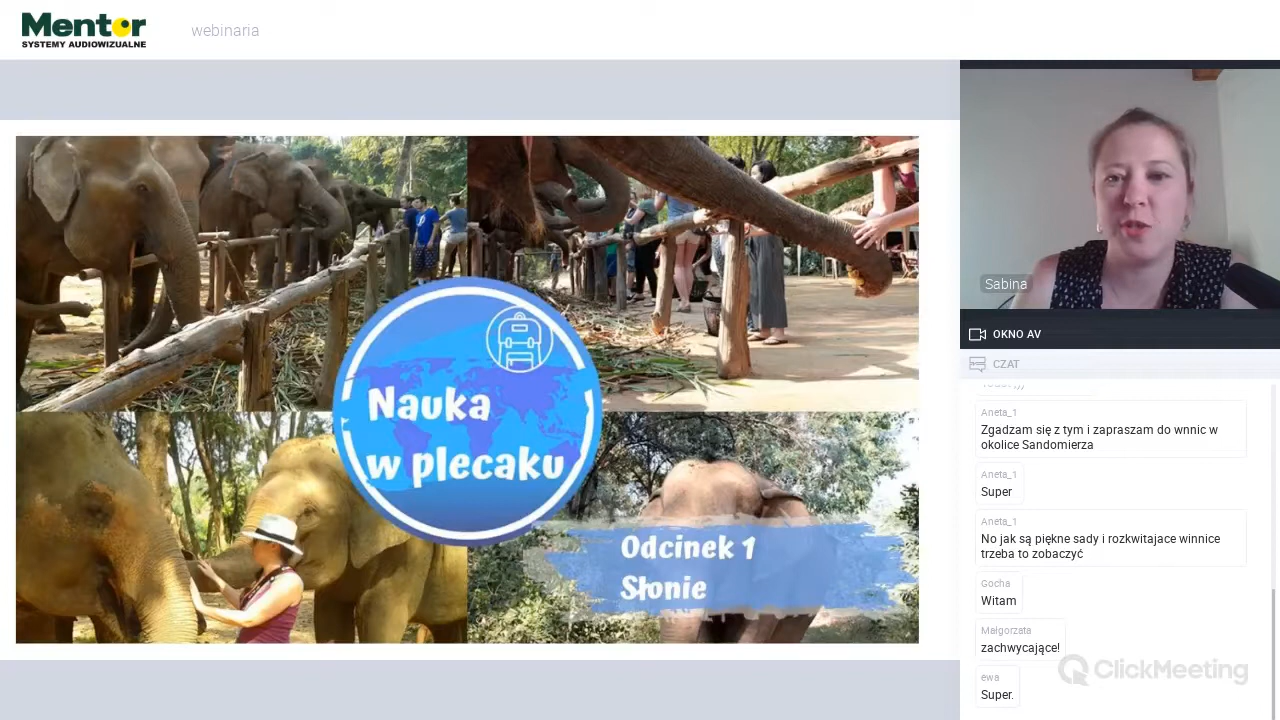 Mentor
SYSTEMY AUDIOWIZUALNE
webinaria
Nauka
w plecaku
Odcinek 1
Słonie
Sabina
OKNO AV
CZAT
Aneta_1
Zgadzam się z tym i zapraszam do wnnic w
okolice Sandomierza
Aneta_1
Super
Aneta_1
No jak są piękne sady i rozkwitajace winnice
trzeba to zobaczyć
Gocha
Witam
Małgorzata
zachwycające!
ewa
Super.
ClickMeeting